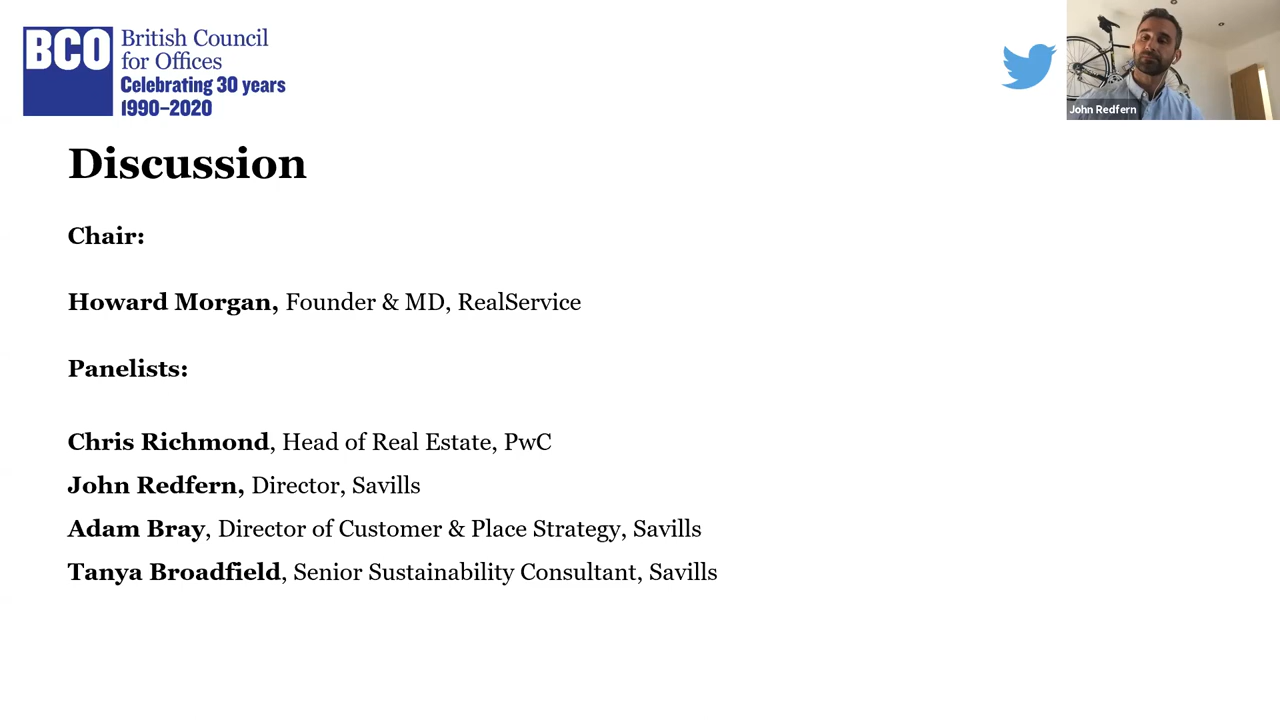 BCO
British Council
for Offices
Celebrating 30 years
1990–2020
John Redfern
Discussion
Chair:
Howard Morgan, Founder & MD, RealService
Panelists:
Chris Richmond, Head of Real Estate, PwC
John Redfern, Director, Savills
Adam Bray, Director of Customer & Place Strategy, Savills
Tanya Broadfield, Senior Sustainability Consultant, Savills